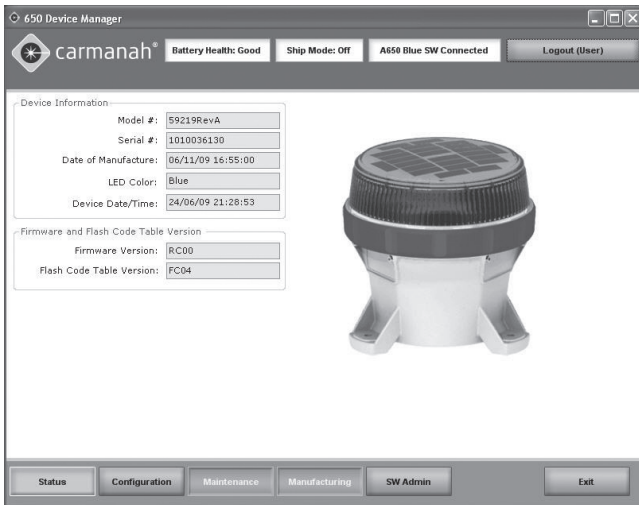 650 Device Manager
carmanah®
Battery Health: Good
Ship Mode: Off
A650 Blue SW Connected
Logout (User)
Device Information
Model #: 59219RevA
Serial #: 1010036130
Date of Manufacture: 06/11/09 16:55:00
LED Color: Blue
Device Date/Time: 24/06/09 21:28:53
Firmware and Flash Code Table Version
Firmware Version: RC00
Flash Code Table Version: FC04
Status
Configuration
Maintenance
Manufacturing
SW Admin
Exit